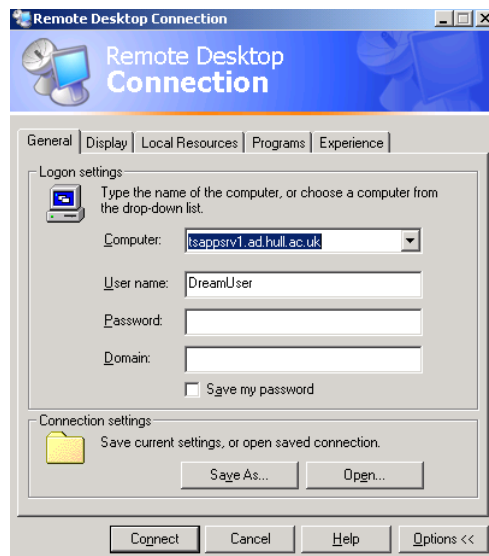 Remote Desktop Connection
Remote Desktop
Connection
General Display Local Resources Programs Experience
Logon settings
Type the name of the computer, or choose a computer from
the drop-down list.
Computer: tsappsrv1.ad.hull.ac.uk
User name: DreamUser
Password:
Domain:
Save my password
Connection settings
Save current settings, or open saved connection.
Save As... Open...
Connect Cancel Help Options <<